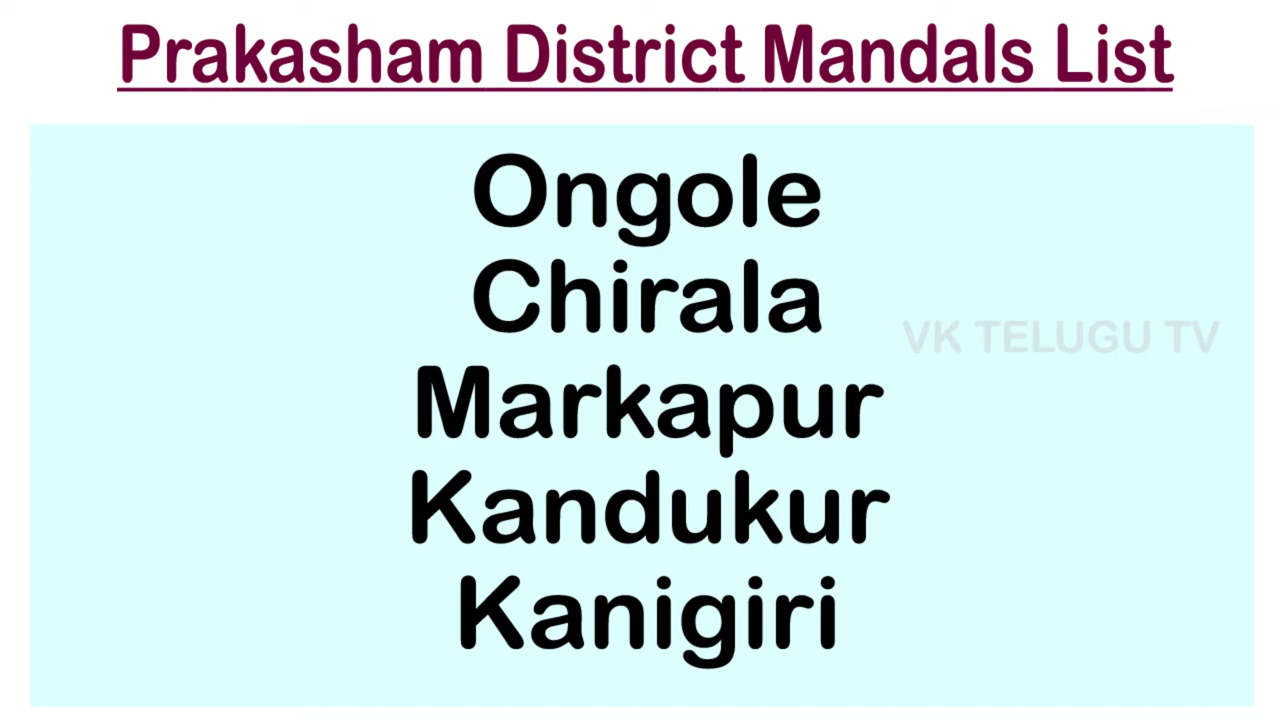 Prakasham District Mandals List
Ongole
Chirala
VK TELUGU TV
Markapur
Kandukur
Kanigiri